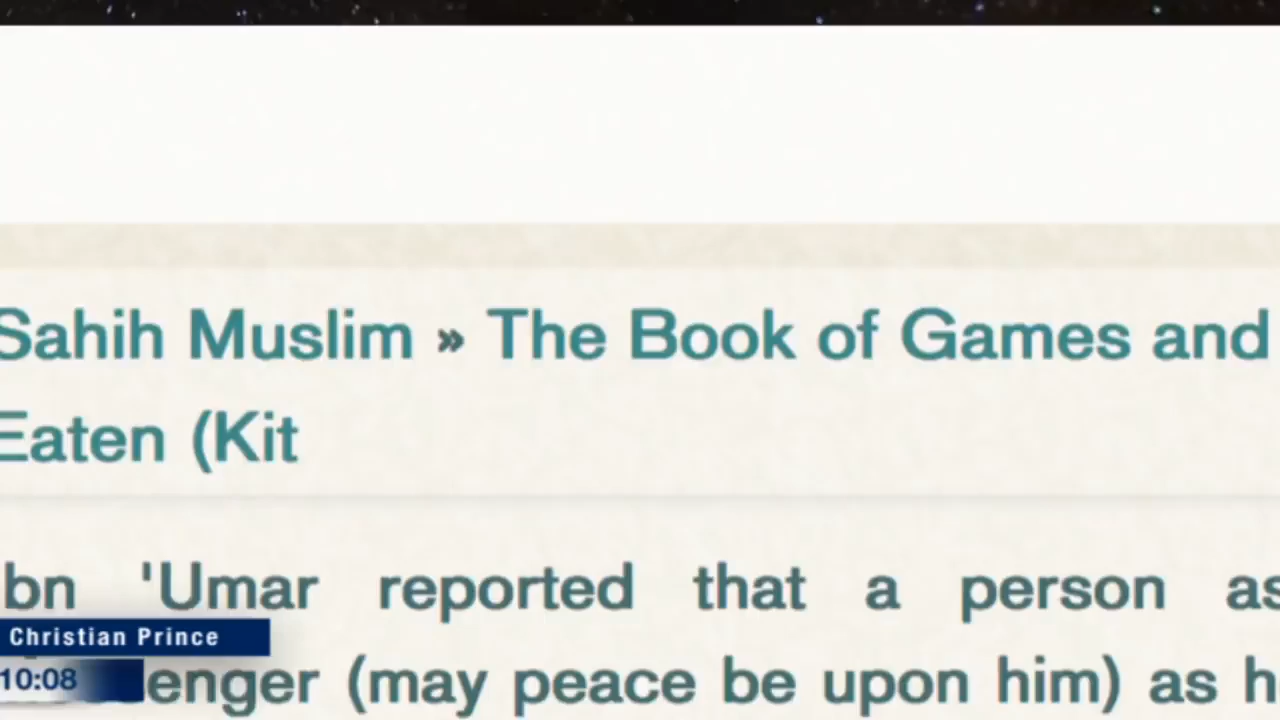 Sahih Muslim » The Book of Games and
Eaten (Kit
bn 'Umar reported that a person as
Christian Prince
10:08
enger (may peace be upon him) as h